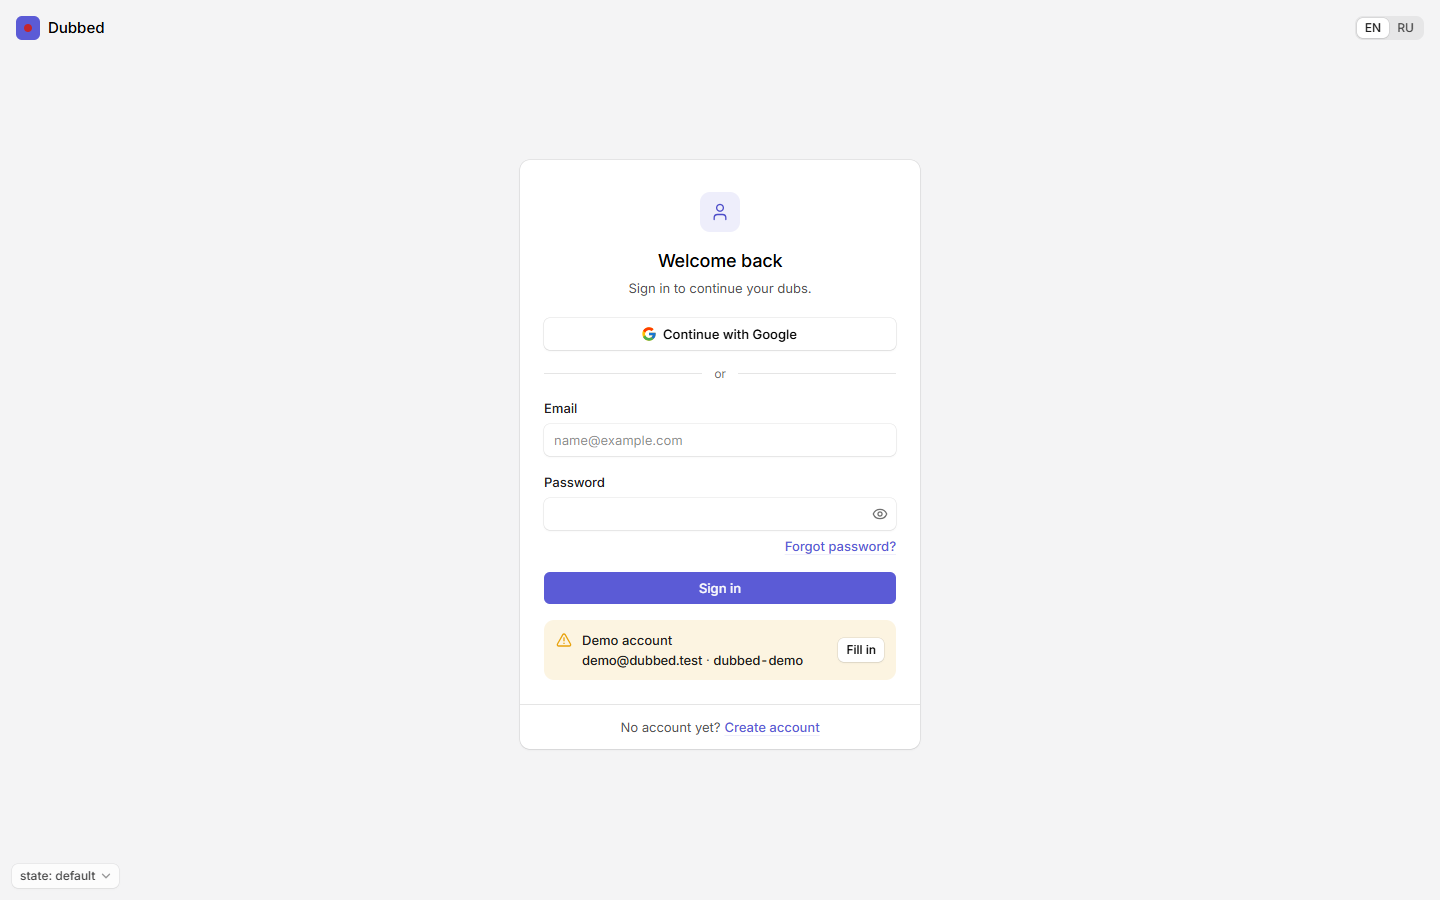 Dubbed
EN RU
Welcome back
Sign in to continue your dubs.
Continue with Google
or
Email
name@example.com
Password
Forgot password?
Sign in
Demo account
demo@dubbed.test · dubbed-demo
Fill in
No account yet? Create account
state: default